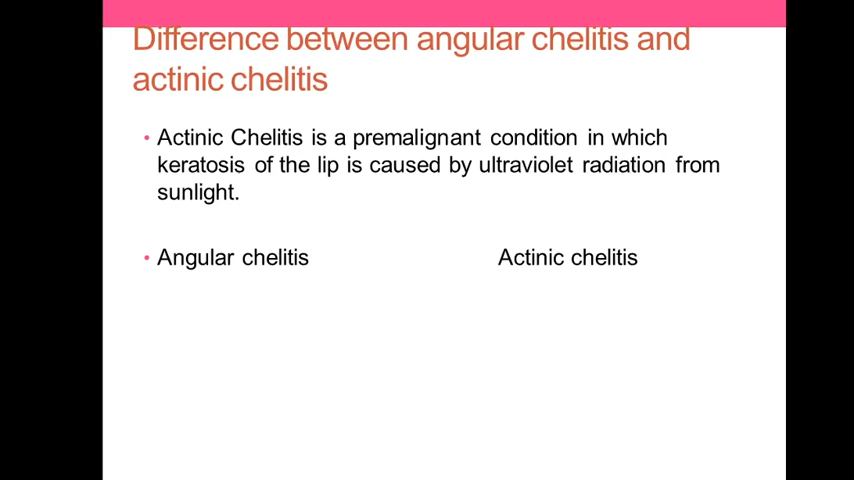 Difference between angular chelitis and
actinic chelitis
• Actinic Chelitis is a premalignant condition in which
keratosis of the lip is caused by ultraviolet radiation from
sunlight.
• Angular chelitis Actinic chelitis